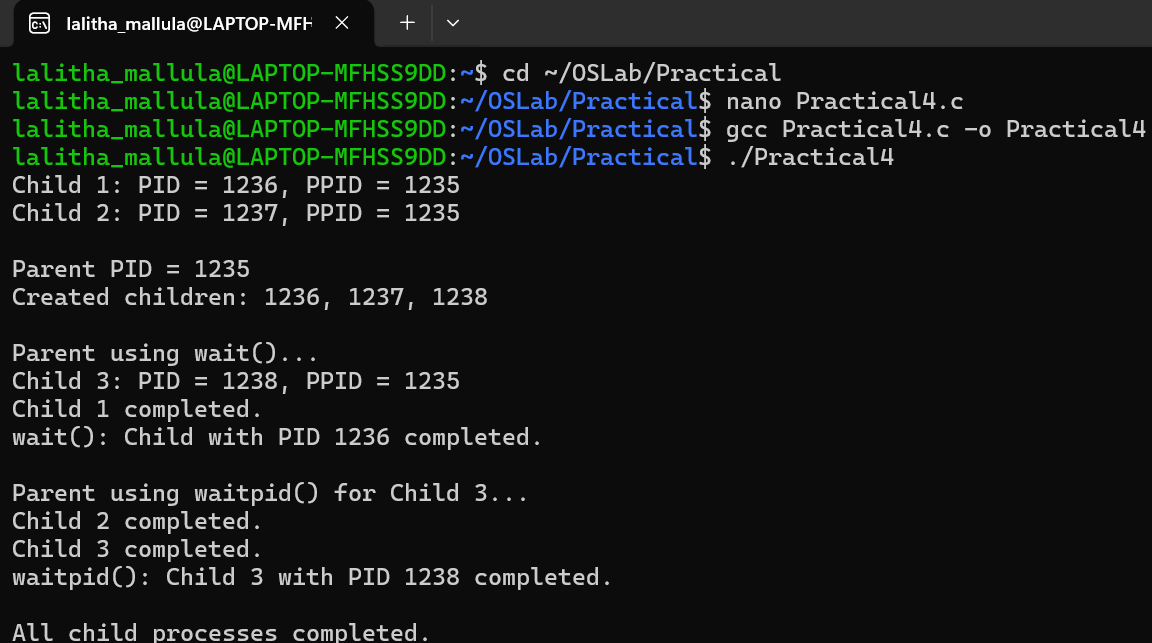 lalitha_mallula@LAPTOP-MFH
lalitha_mallula@LAPTOP-MFHSS9DD:~$ cd ~/OSLab/Practical
lalitha_mallula@LAPTOP-MFHSS9DD:~/OSLab/Practical$ nano Practical4.c
lalitha_mallula@LAPTOP-MFHSS9DD:~/OSLab/Practical$ gcc Practical4.c -o Practical4
lalitha_mallula@LAPTOP-MFHSS9DD:~/OSLab/Practical$ ./Practical4
Child 1: PID = 1236, PPID = 1235
Child 2: PID = 1237, PPID = 1235
Parent PID = 1235
Created children: 1236, 1237, 1238
Parent using wait()...
Child 3: PID = 1238, PPID = 1235
Child 1 completed.
wait(): Child with PID 1236 completed.
Parent using waitpid() for Child 3...
Child 2 completed.
Child 3 completed.
waitpid(): Child 3 with PID 1238 completed.
All child processes completed.